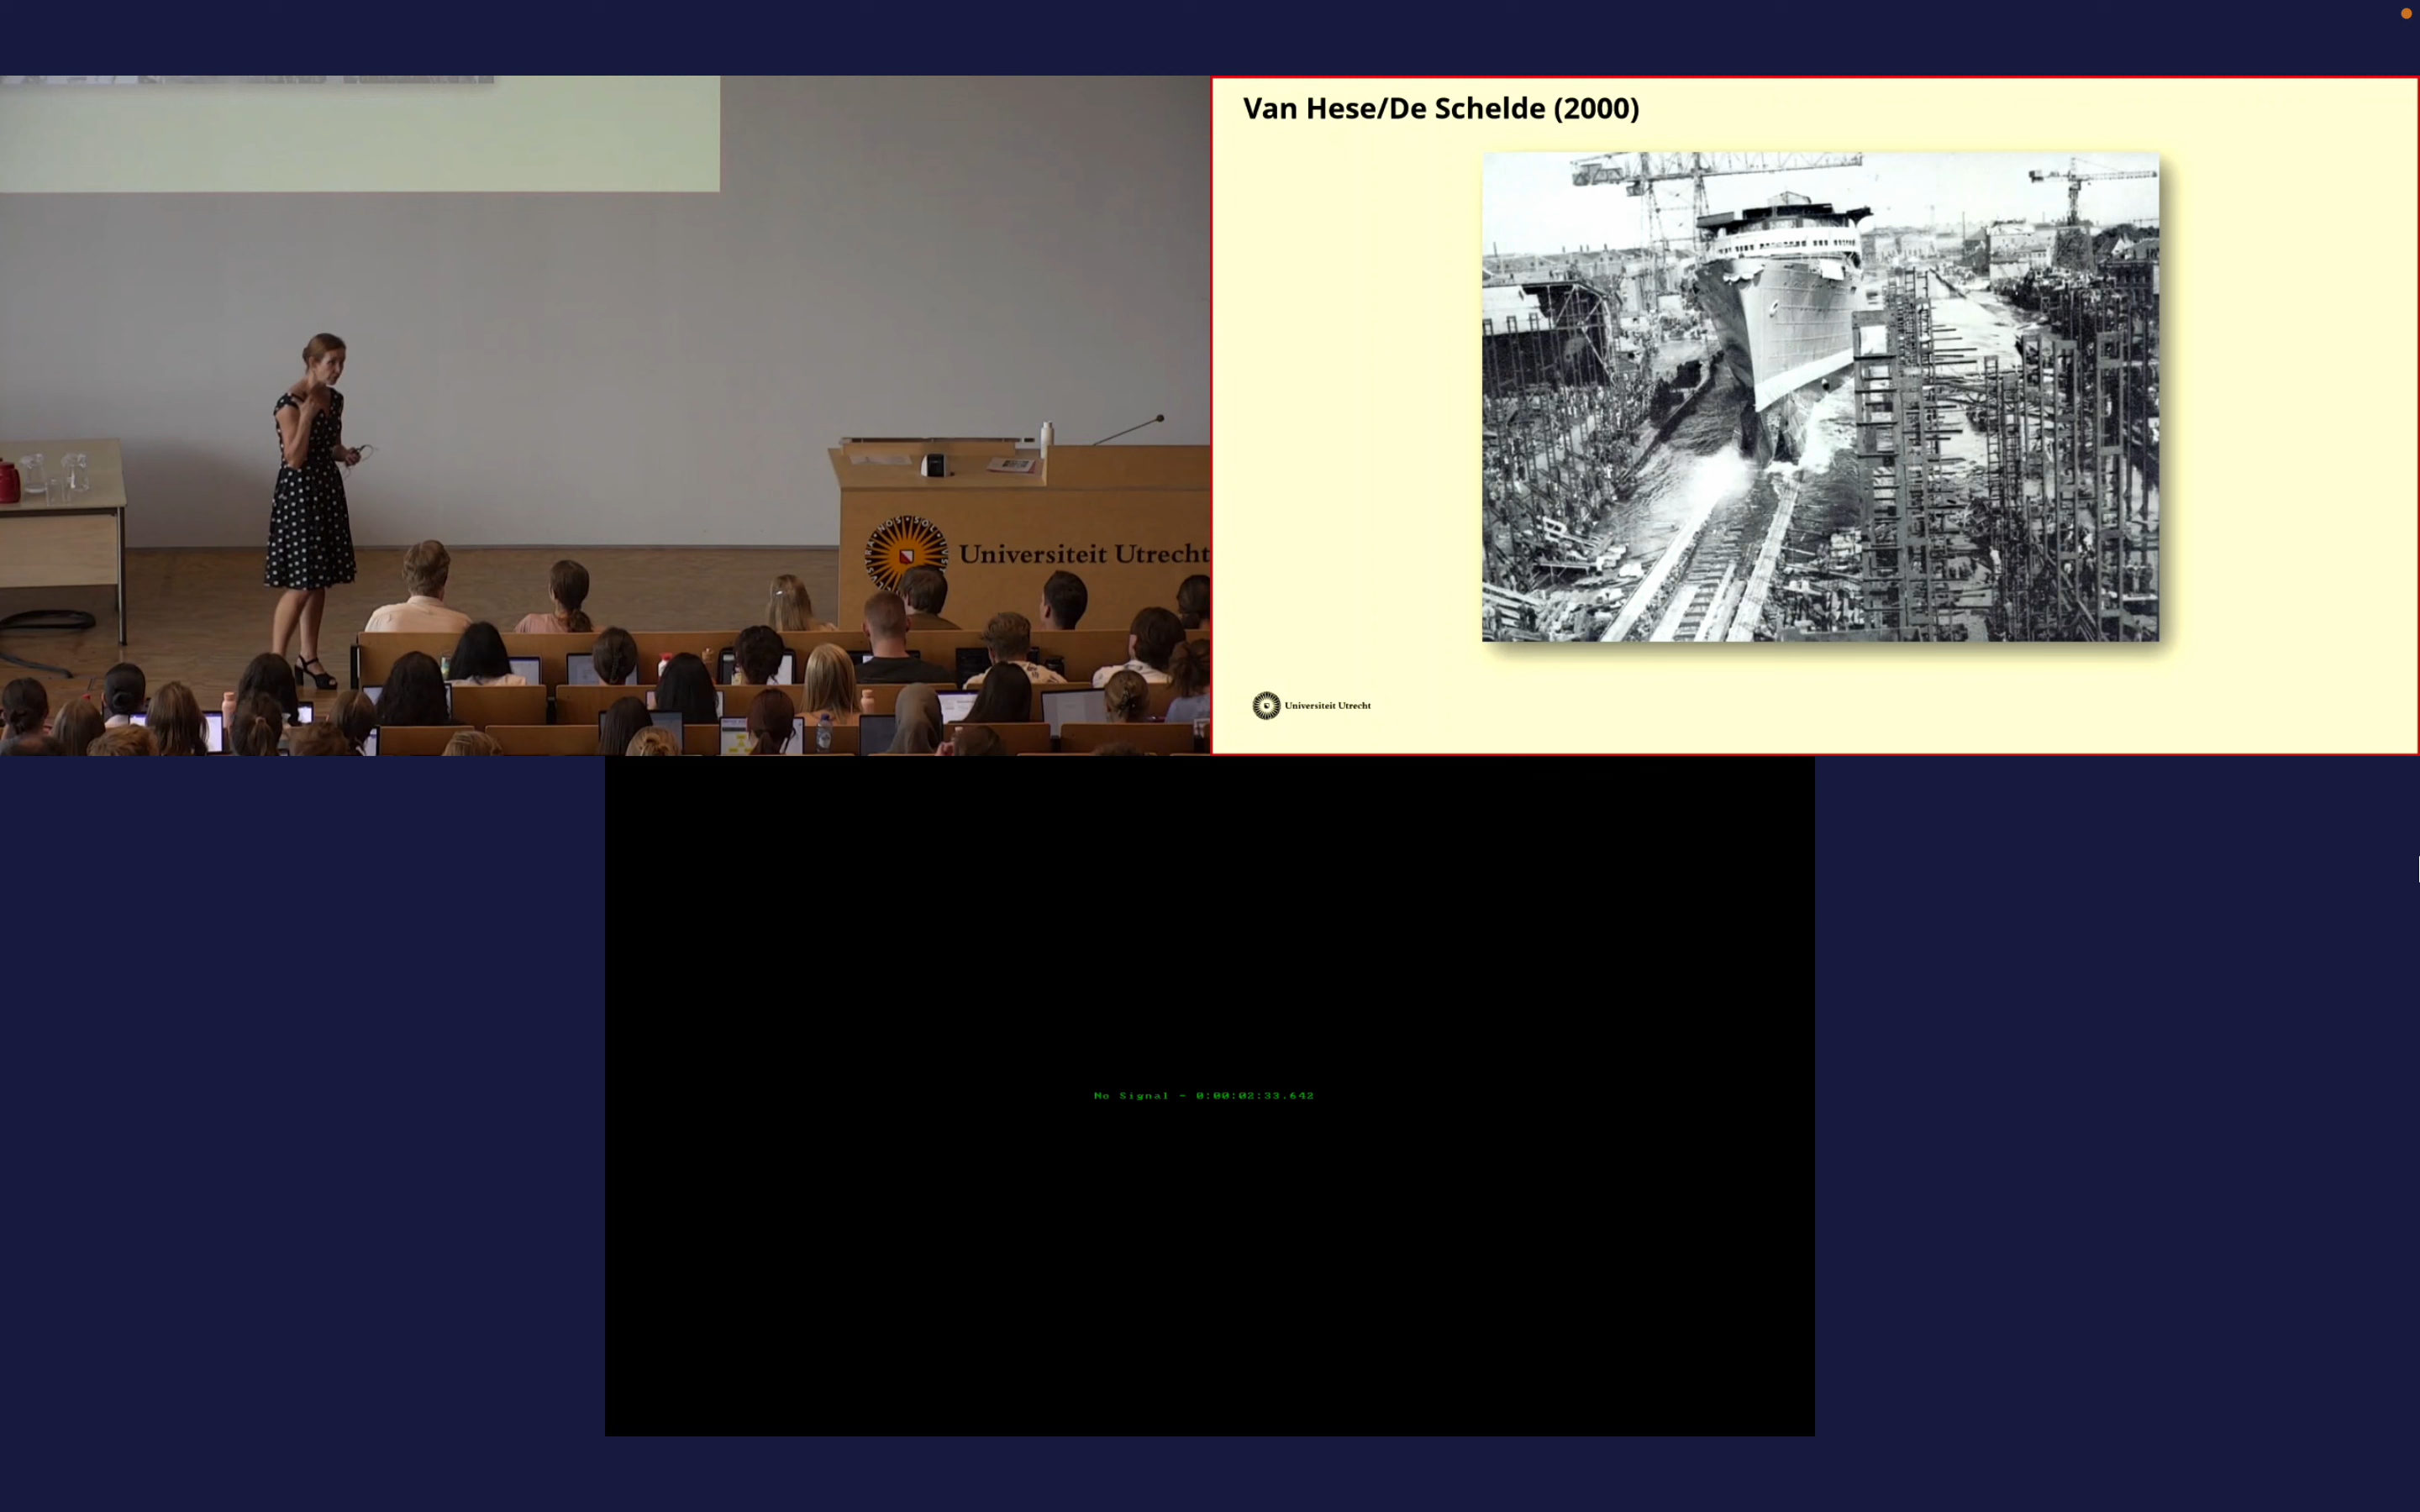 Van Hese/De Schelde (2000)
Universiteit Utrecht
Universiteit Utrecht
No Signal - 0:00:02:33.642